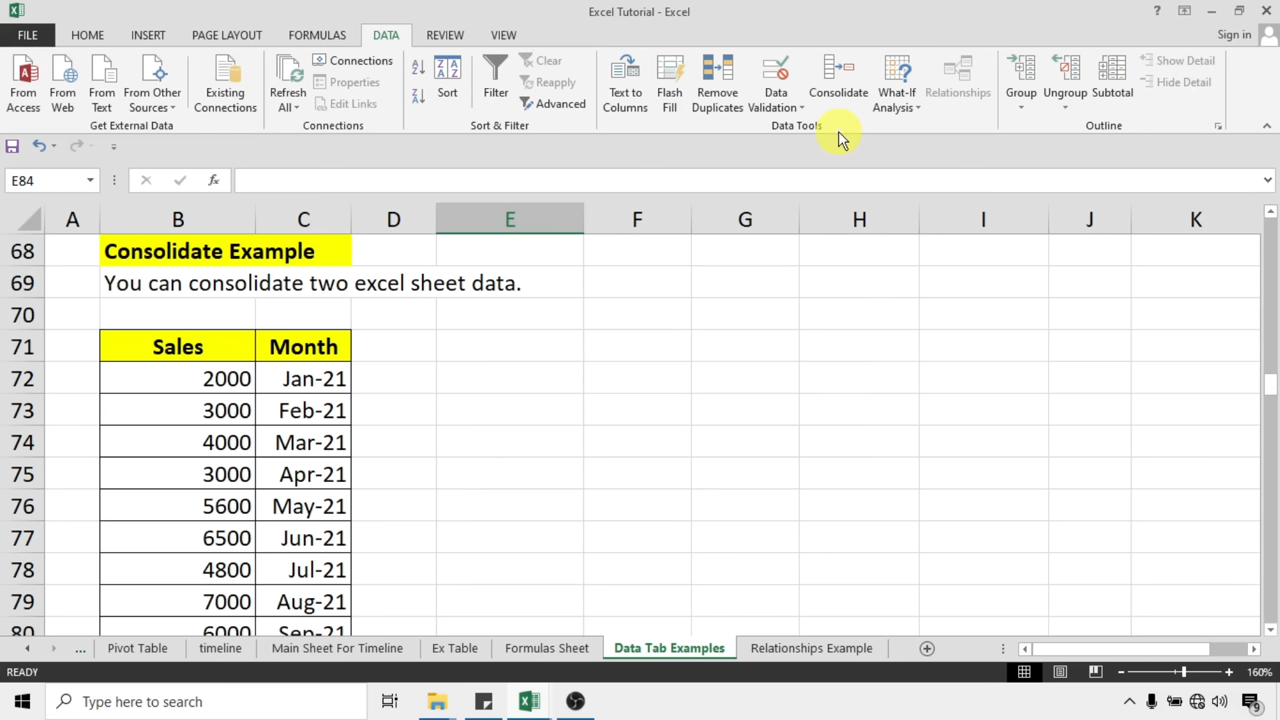 Excel Tutorial - Excel
?
FILE HOME INSERT PAGE LAYOUT FORMULAS DATA REVIEW VIEW Sign in
From Access
From Web
From Text
From Other Sources
Existing Connections
Get External Data
Refresh All
Connections
Properties
Edit Links
Connections
Sort
Filter
Clear
Reapply
Advanced
Sort & Filter
Text to Columns
Flash Fill
Remove Duplicates
Data Validation
Consolidate
What-If Analysis
Relationships
Data Tools
Group
Ungroup
Subtotal
Show Detail
Hide Detail
Outline
E84
fx
A B C D E F G H I J K
68 Consolidate Example
69 You can consolidate two excel sheet data.
70
71 Sales Month
72 2000 Jan-21
73 3000 Feb-21
74 4000 Mar-21
75 3000 Apr-21
76 5600 May-21
77 6500 Jun-21
78 4800 Jul-21
79 7000 Aug-21
80 6000 Sep-21
... Pivot Table timeline Main Sheet For Timeline Ex Table Formulas Sheet Data Tab Examples Relationships Example
READY 160%
Type here to search 9